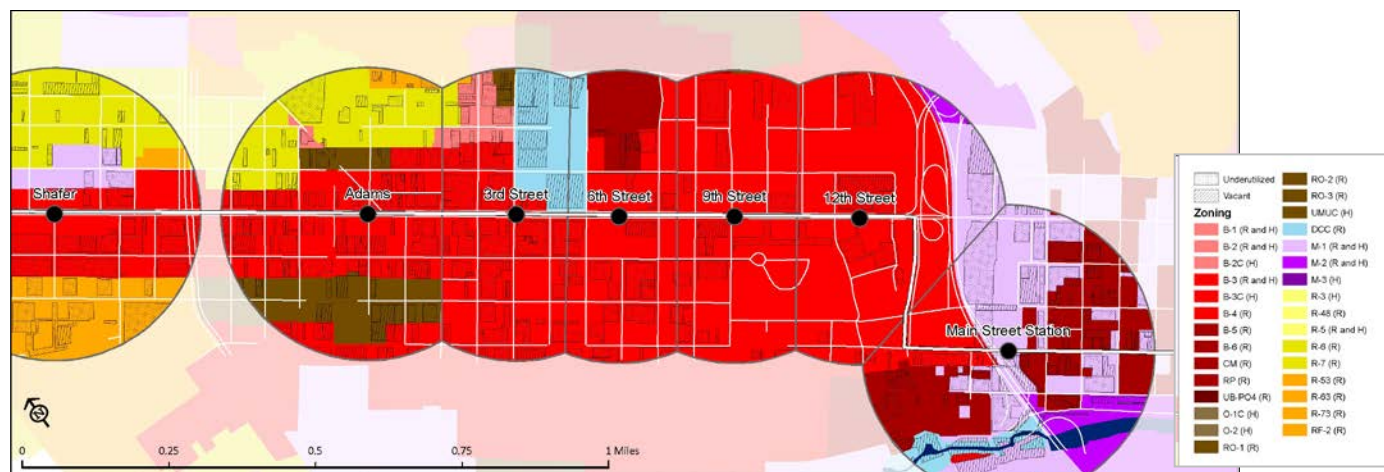 Shafer
Adams
3rd Street
6th Street
9th Street
12th Street
Main Street Station
N
0 0.25 0.5 0.75 1 Miles
Underutilized
Vacant
Zoning
B-1 (R and H)
B-2 (R and H)
B-2C (H)
B-3 (R and H)
B-3C (H)
B-4 (R)
B-5 (R)
B-6 (R)
CM (R)
RP (R)
UB-PO4 (R)
O-1C (H)
O-2 (H)
RO-1 (R)
RO-2 (R)
RO-3 (R)
UMUC (H)
DCC (R)
M-1 (R and H)
M-2 (R and H)
M-3 (H)
R-3 (H)
R-48 (R)
R-5 (R and H)
R-6 (R)
R-7 (R)
R-53 (R)
R-63 (R)
R-73 (R)
RF-2 (R)